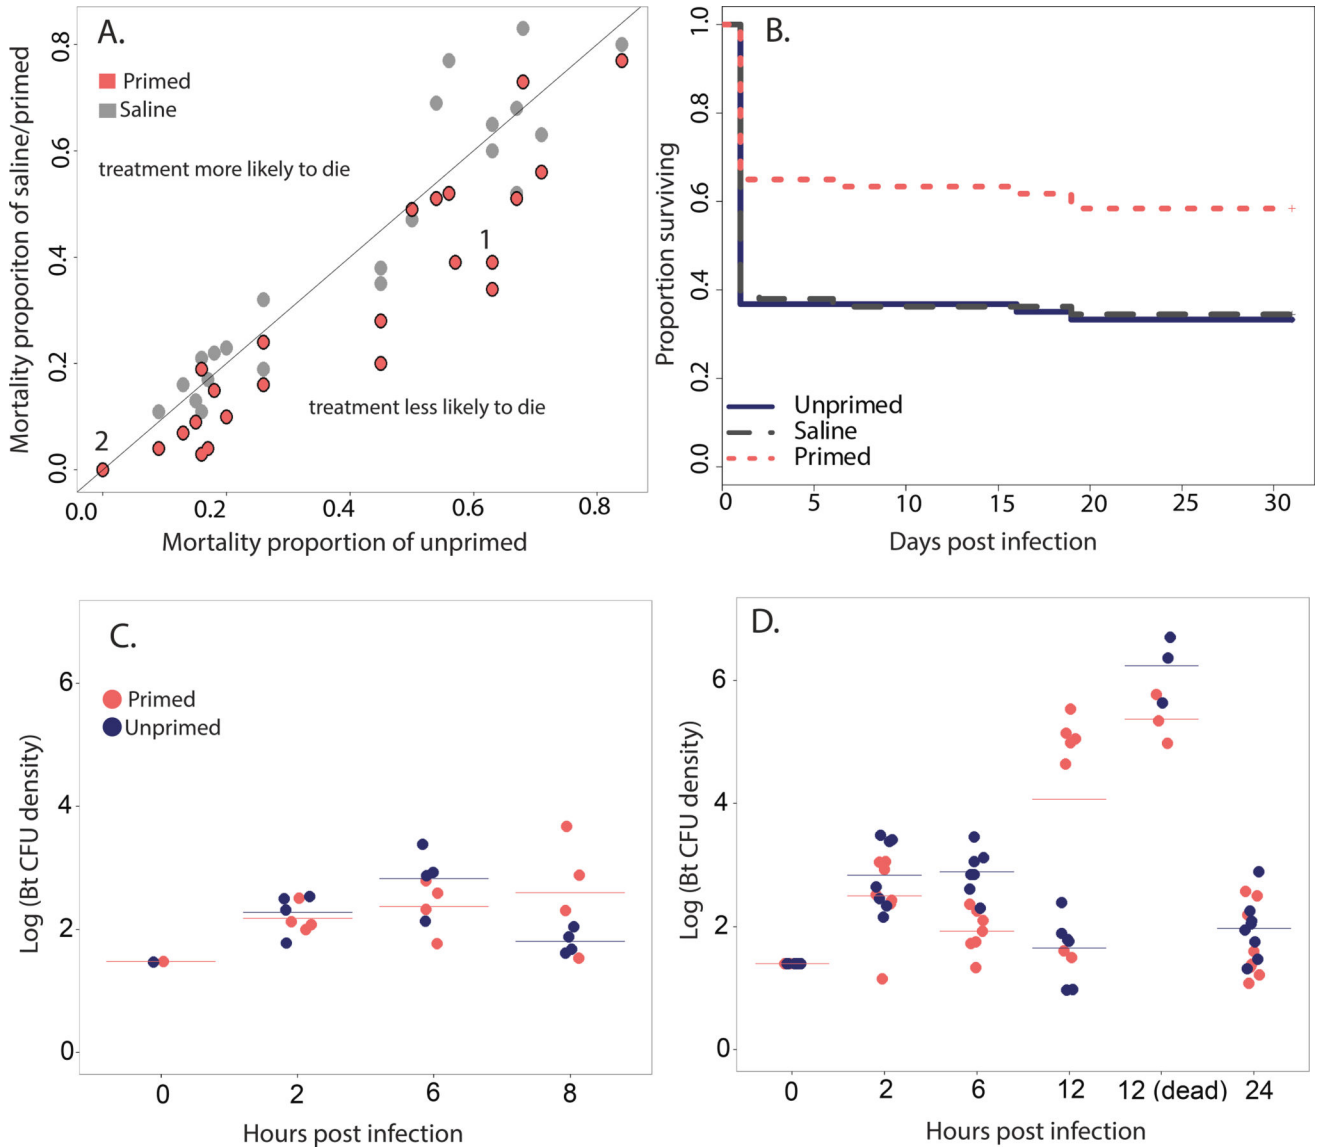 A.
Primed
Saline
treatment more likely to die
treatment less likely to die
1
2
Mortality proporiton of saline/primed
0.0 0.2 0.4 0.6 0.8
0.0 0.2 0.4 0.6 0.8
Mortality proportion of unprimed
B.
Proportion surviving
0.0 0.2 0.4 0.6 0.8 1.0
Unprimed
Saline
Primed
0 5 10 15 20 25 30
Days post infection
C.
Primed
Unprimed
Log (Bt CFU density)
6
4
2
0
0 2 6 8
Hours post infection
D.
Log (Bt CFU density)
6
4
2
0
0 2 6 12 12 (dead) 24
Hours post infection